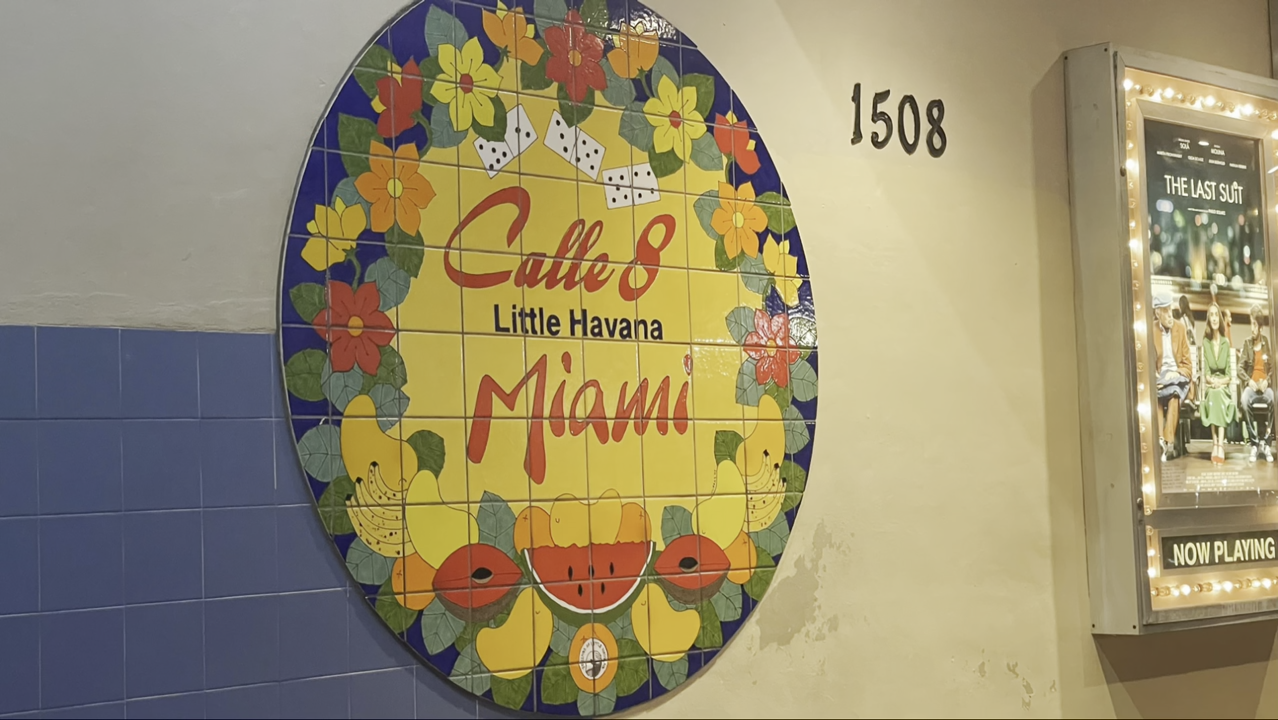 Calle 8
Little Havana
Miami
1508
THE LAST SUIT
NOW PLAYING